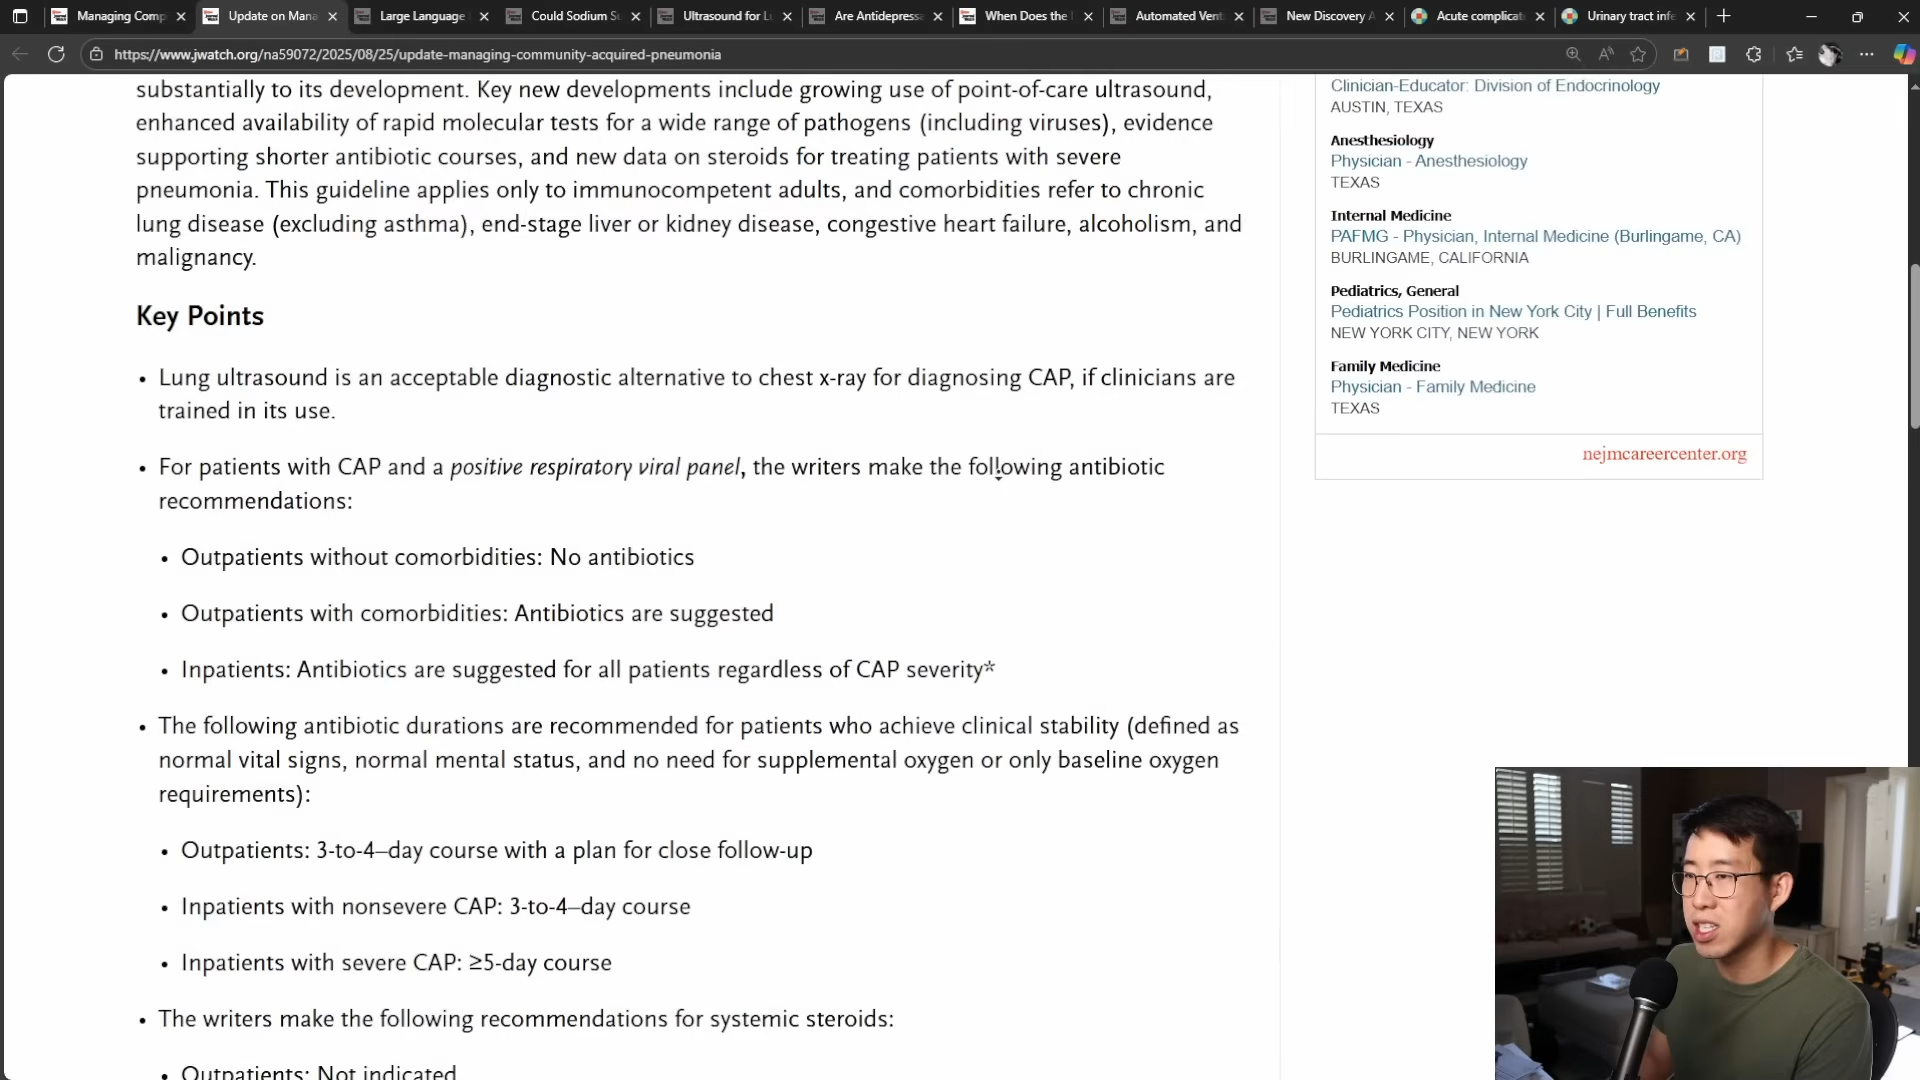 Managing Comp
Update on Mana
Large Language
Could Sodium S
Ultrasound for L
Are Antidepress
When Does the
Automated Vent
New Discovery A
Acute complicat
Urinary tract infe
https://www.jwatch.org/na59072/2025/08/25/update-managing-community-acquired-pneumonia
substantially to its development. Key new developments include growing use of point-of-care ultrasound,
enhanced availability of rapid molecular tests for a wide range of pathogens (including viruses), evidence
supporting shorter antibiotic courses, and new data on steroids for treating patients with severe
pneumonia. This guideline applies only to immunocompetent adults, and comorbidities refer to chronic
lung disease (excluding asthma), end-stage liver or kidney disease, congestive heart failure, alcoholism, and
malignancy.
Key Points
• Lung ultrasound is an acceptable diagnostic alternative to chest x-ray for diagnosing CAP, if clinicians are
trained in its use.
• For patients with CAP and a positive respiratory viral panel, the writers make the following antibiotic
recommendations:
• Outpatients without comorbidities: No antibiotics
• Outpatients with comorbidities: Antibiotics are suggested
• Inpatients: Antibiotics are suggested for all patients regardless of CAP severity*
• The following antibiotic durations are recommended for patients who achieve clinical stability (defined as
normal vital signs, normal mental status, and no need for supplemental oxygen or only baseline oxygen
requirements):
• Outpatients: 3-to-4–day course with a plan for close follow-up
• Inpatients with nonsevere CAP: 3-to-4–day course
• Inpatients with severe CAP: ≥5-day course
• The writers make the following recommendations for systemic steroids:
• Outpatients: Not indicated
Clinician-Educator: Division of Endocrinology
AUSTIN, TEXAS
Anesthesiology
Physician - Anesthesiology
TEXAS
Internal Medicine
PAFMG - Physician, Internal Medicine (Burlingame, CA)
BURLINGAME, CALIFORNIA
Pediatrics, General
Pediatrics Position in New York City | Full Benefits
NEW YORK CITY, NEW YORK
Family Medicine
Physician - Family Medicine
TEXAS
nejmcareercenter.org